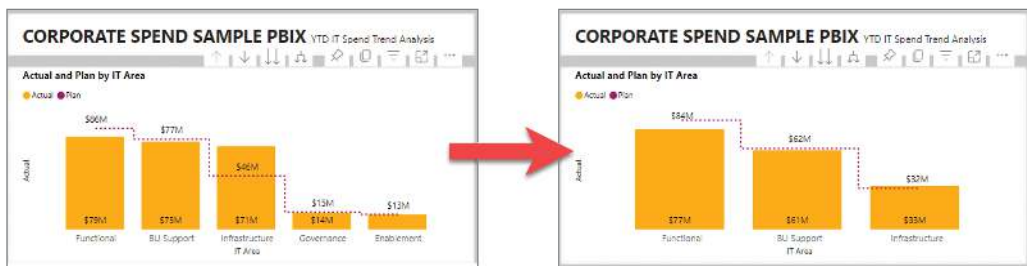 CORPORATE SPEND SAMPLE PBIX YTD IT Spend Trend Analysis
Actual and Plan by IT Area
Actual Plan
$86M
$77M
$46M
$15M
$13M
Actual
$79M $75M $71M $14M
Functional BU Support Infrastructure Governance Enablement
IT Area
CORPORATE SPEND SAMPLE PBIX YTD IT Spend Trend Analysis
Actual and Plan by IT Area
Actual Plan
$84M
$62M
$32M
Actual
$77M $61M $33M
Functional BU Support Infrastructure
IT Area